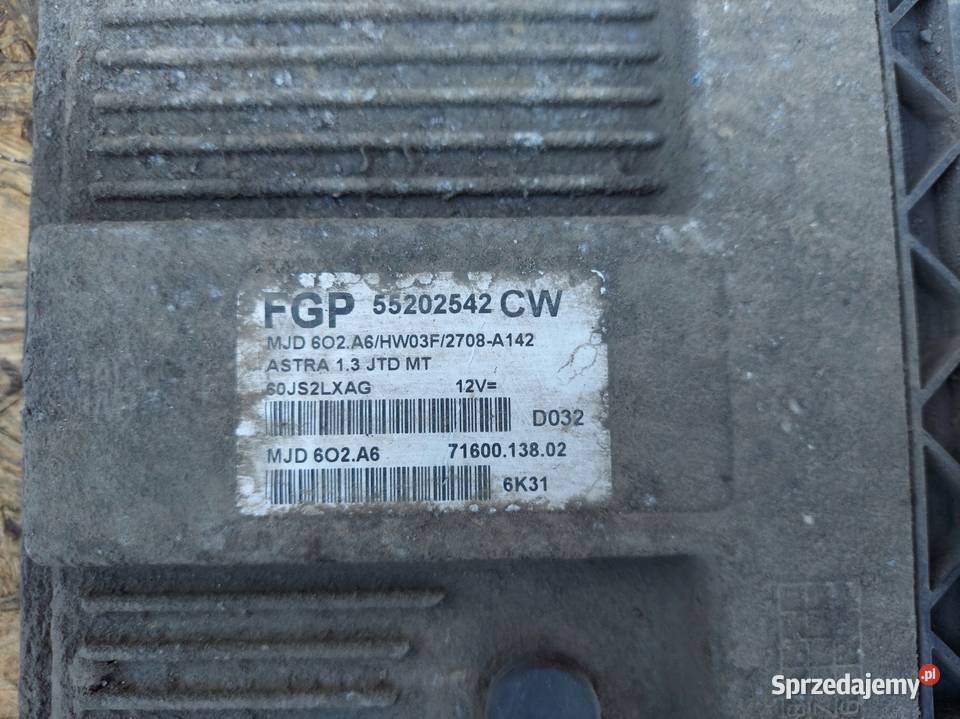 FGP 55202542 CW
MJD 6O2.A6/HW03F/2708-A142
ASTRA 1.3 JTD MT
60JS2LXAG 12V=
D032
MJD 6O2.A6 71600.138.02
6K31
Sprzedajemy.pl